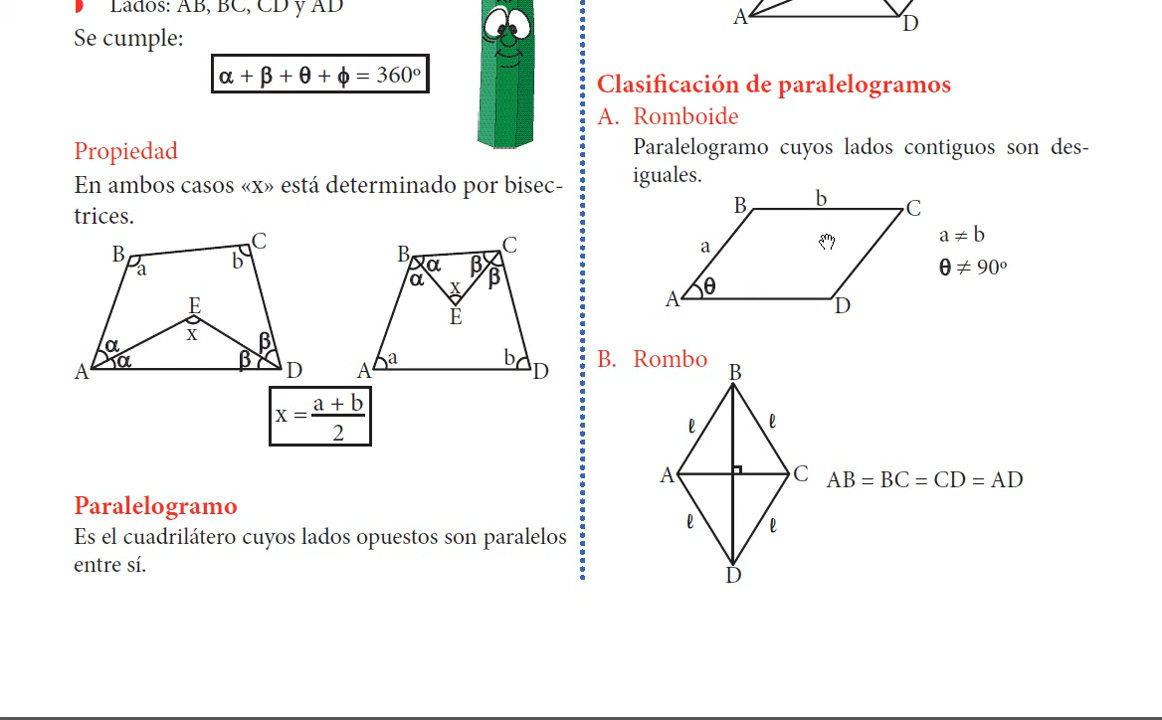 Lados: AB, BC, CD y AD
Se cumple:
α + β + θ + ϕ = 360º
Propiedad
En ambos casos «x» está determinado por bisec-
trices.
B
C
a
b
E
x
α
α
β
β
A
D
B
C
α
α
β
β
x
E
a
b
A
D
x = a + b
2
Paralelogramo
Es el cuadrilátero cuyos lados opuestos son paralelos
entre sí.
A
D
Clasificación de paralelogramos
A. Romboide
Paralelogramo cuyos lados contiguos son des-
iguales.
B
b
C
a
θ
A
D
a ≠ b
θ ≠ 90º
B. Rombo
B
ℓ
ℓ
A
C
ℓ
ℓ
D
AB = BC = CD = AD